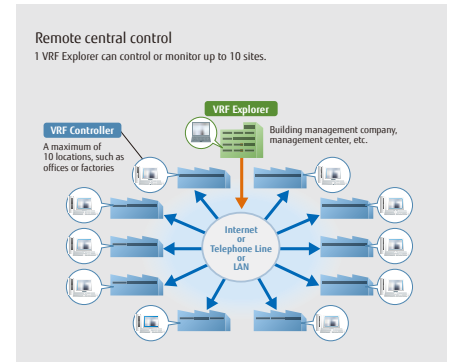 Remote central control
1 VRF Explorer can control or monitor up to 10 sites.
VRF Explorer
Building management company,
management center, etc.
VRF Controller
A maximum of
10 locations, such as
offices or factories
Internet
or
Telephone Line
or
LAN